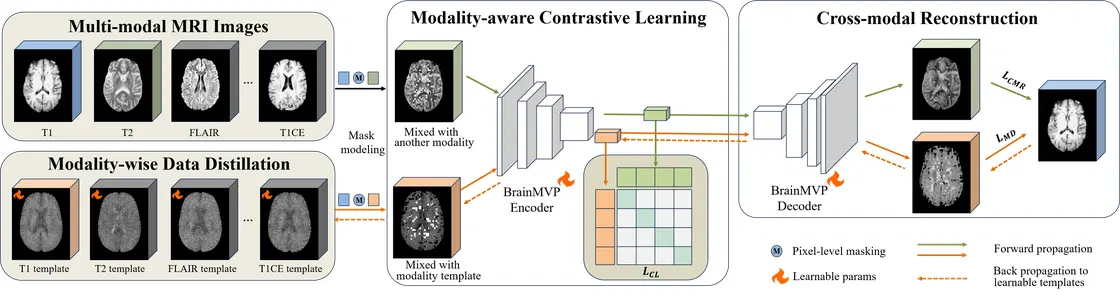 Multi-modal MRI Images
T1
T2
FLAIR
...
T1CE
Modality-wise Data Distillation
T1 template
T2 template
FLAIR template
...
T1CE template
M
Mask
modeling
M
Modality-aware Contrastive Learning
Mixed with
another modality
Mixed with
modality template
BrainMVP
Encoder
L_CL
Cross-modal Reconstruction
BrainMVP
Decoder
L_CMR
L_MD
M
Pixel-level masking
Learnable params
Forward propagation
Back propagation to
learnable templates